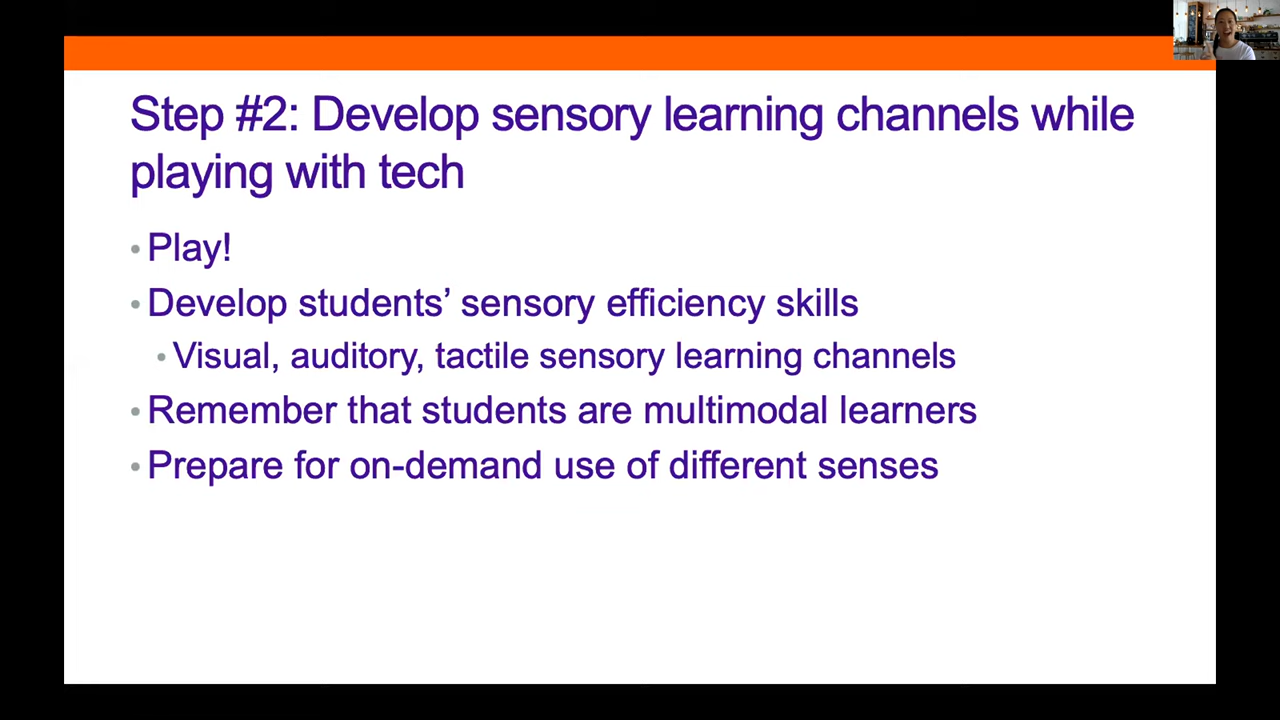 Step #2: Develop sensory learning channels while
playing with tech
• Play!
• Develop students’ sensory efficiency skills
• Visual, auditory, tactile sensory learning channels
• Remember that students are multimodal learners
• Prepare for on-demand use of different senses